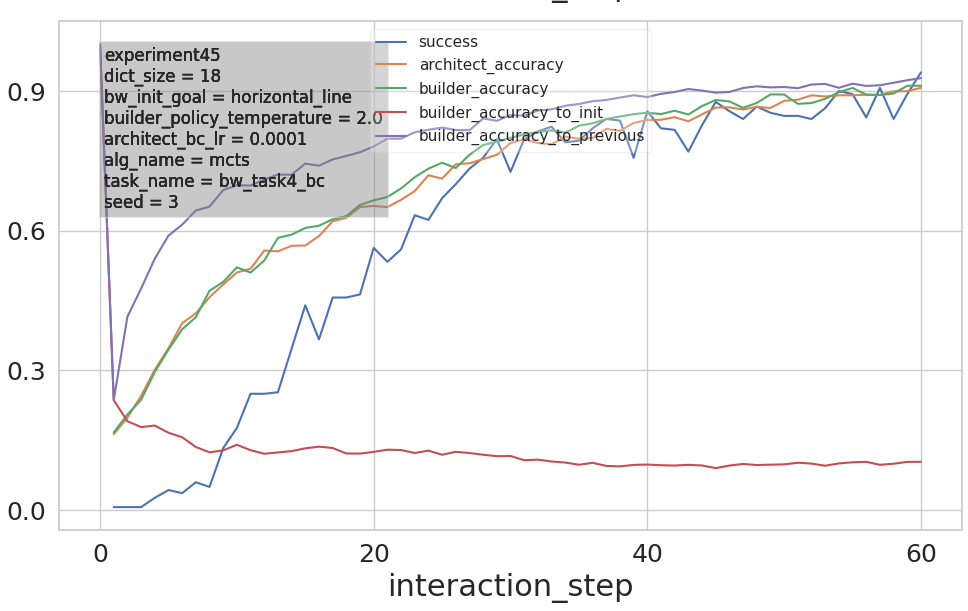 experiment45
dict_size = 18
bw_init_goal = horizontal_line
builder_policy_temperature = 2.0
architect_bc_lr = 0.0001
alg_name = mcts
task_name = bw_task4_bc
seed = 3
success
architect_accuracy
builder_accuracy
builder_accuracy_to_init
builder_accuracy_to_previous
0.9
0.6
0.3
0.0
0
20
40
60
interaction_step